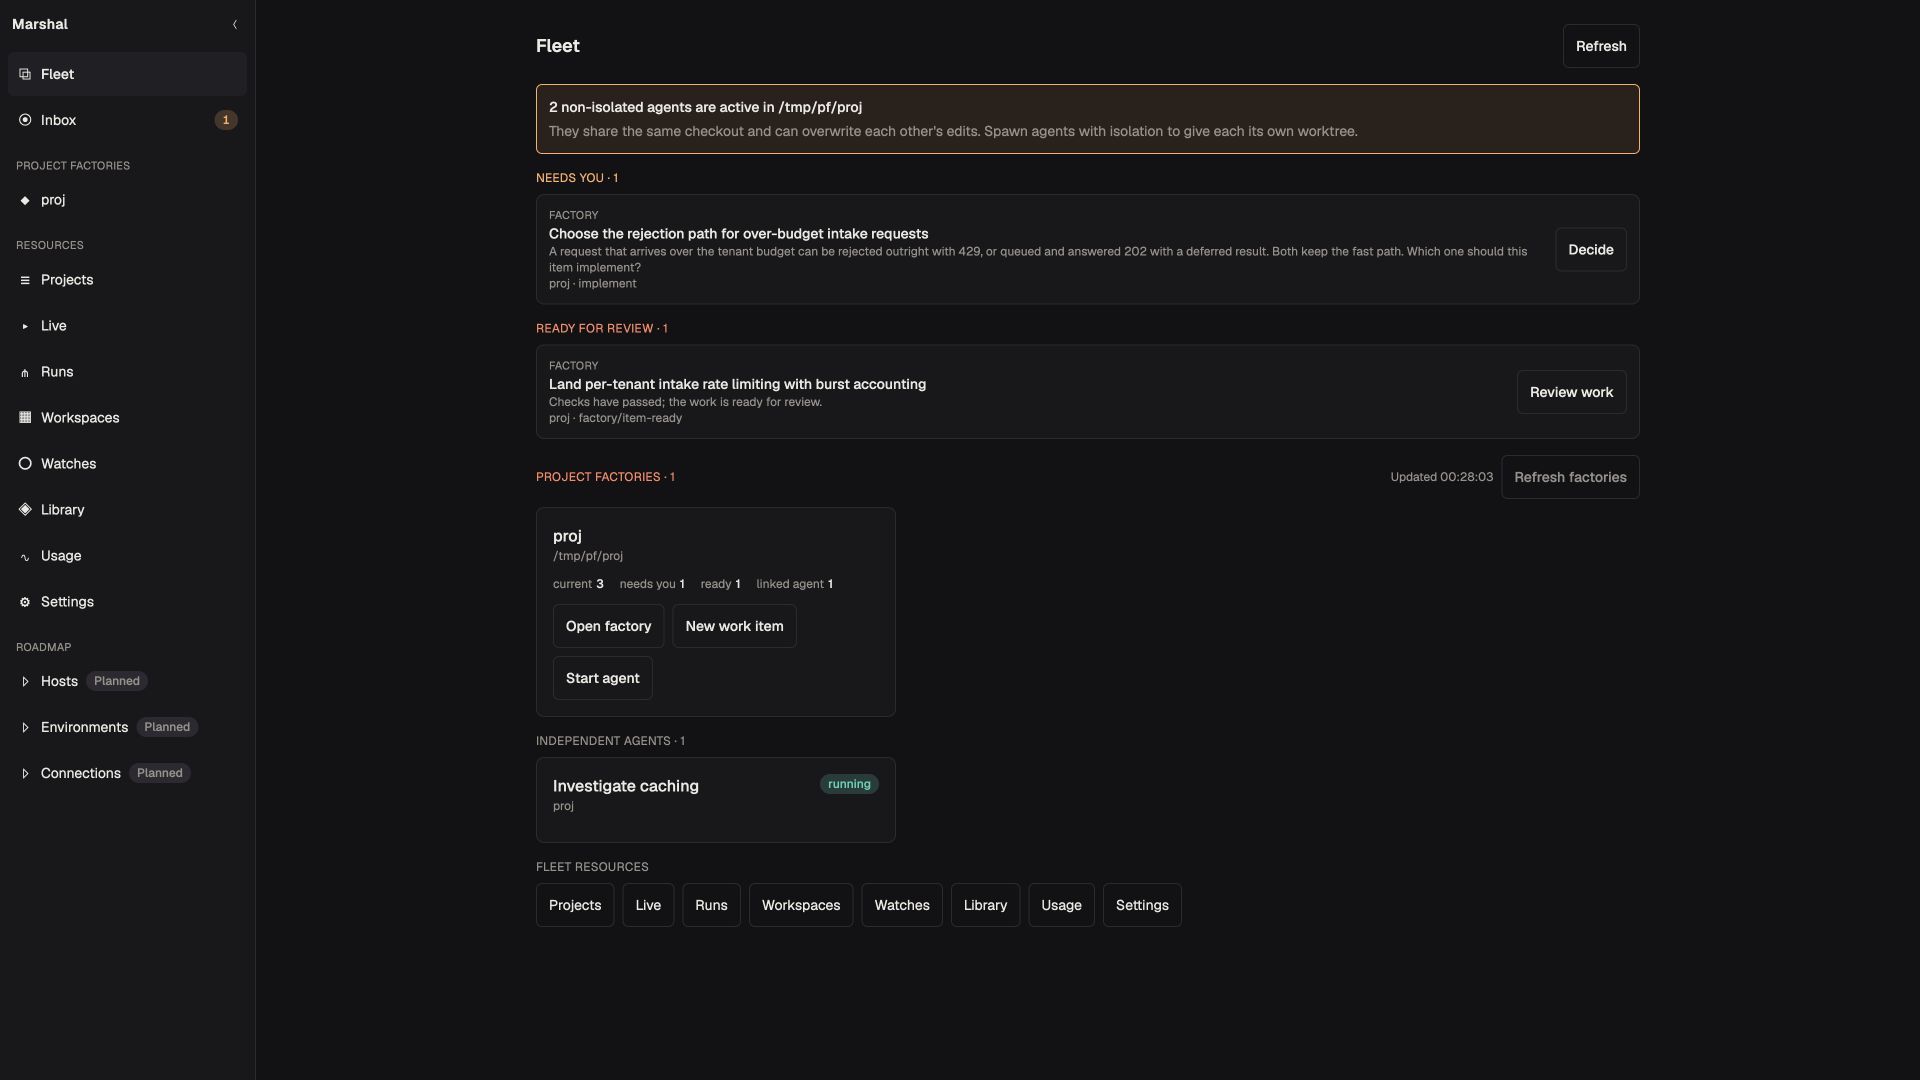 Marshal
Fleet
Inbox
1
PROJECT FACTORIES
proj
RESOURCES
Projects
Live
Runs
Workspaces
Watches
Library
Usage
Settings
ROADMAP
Hosts Planned
Environments Planned
Connections Planned
Fleet
Refresh
2 non-isolated agents are active in /tmp/pf/proj
They share the same checkout and can overwrite each other's edits. Spawn agents with isolation to give each its own worktree.
NEEDS YOU · 1
FACTORY
Choose the rejection path for over-budget intake requests
A request that arrives over the tenant budget can be rejected outright with 429, or queued and answered 202 with a deferred result. Both keep the fast path. Which one should this
item implement?
proj · implement
Decide
READY FOR REVIEW · 1
FACTORY
Land per-tenant intake rate limiting with burst accounting
Checks have passed; the work is ready for review.
proj · factory/item-ready
Review work
PROJECT FACTORIES · 1
Updated 00:28:03
Refresh factories
proj
/tmp/pf/proj
current 3 needs you 1 ready 1 linked agent 1
Open factory
New work item
Start agent
INDEPENDENT AGENTS · 1
Investigate caching
running
proj
FLEET RESOURCES
Projects
Live
Runs
Workspaces
Watches
Library
Usage
Settings